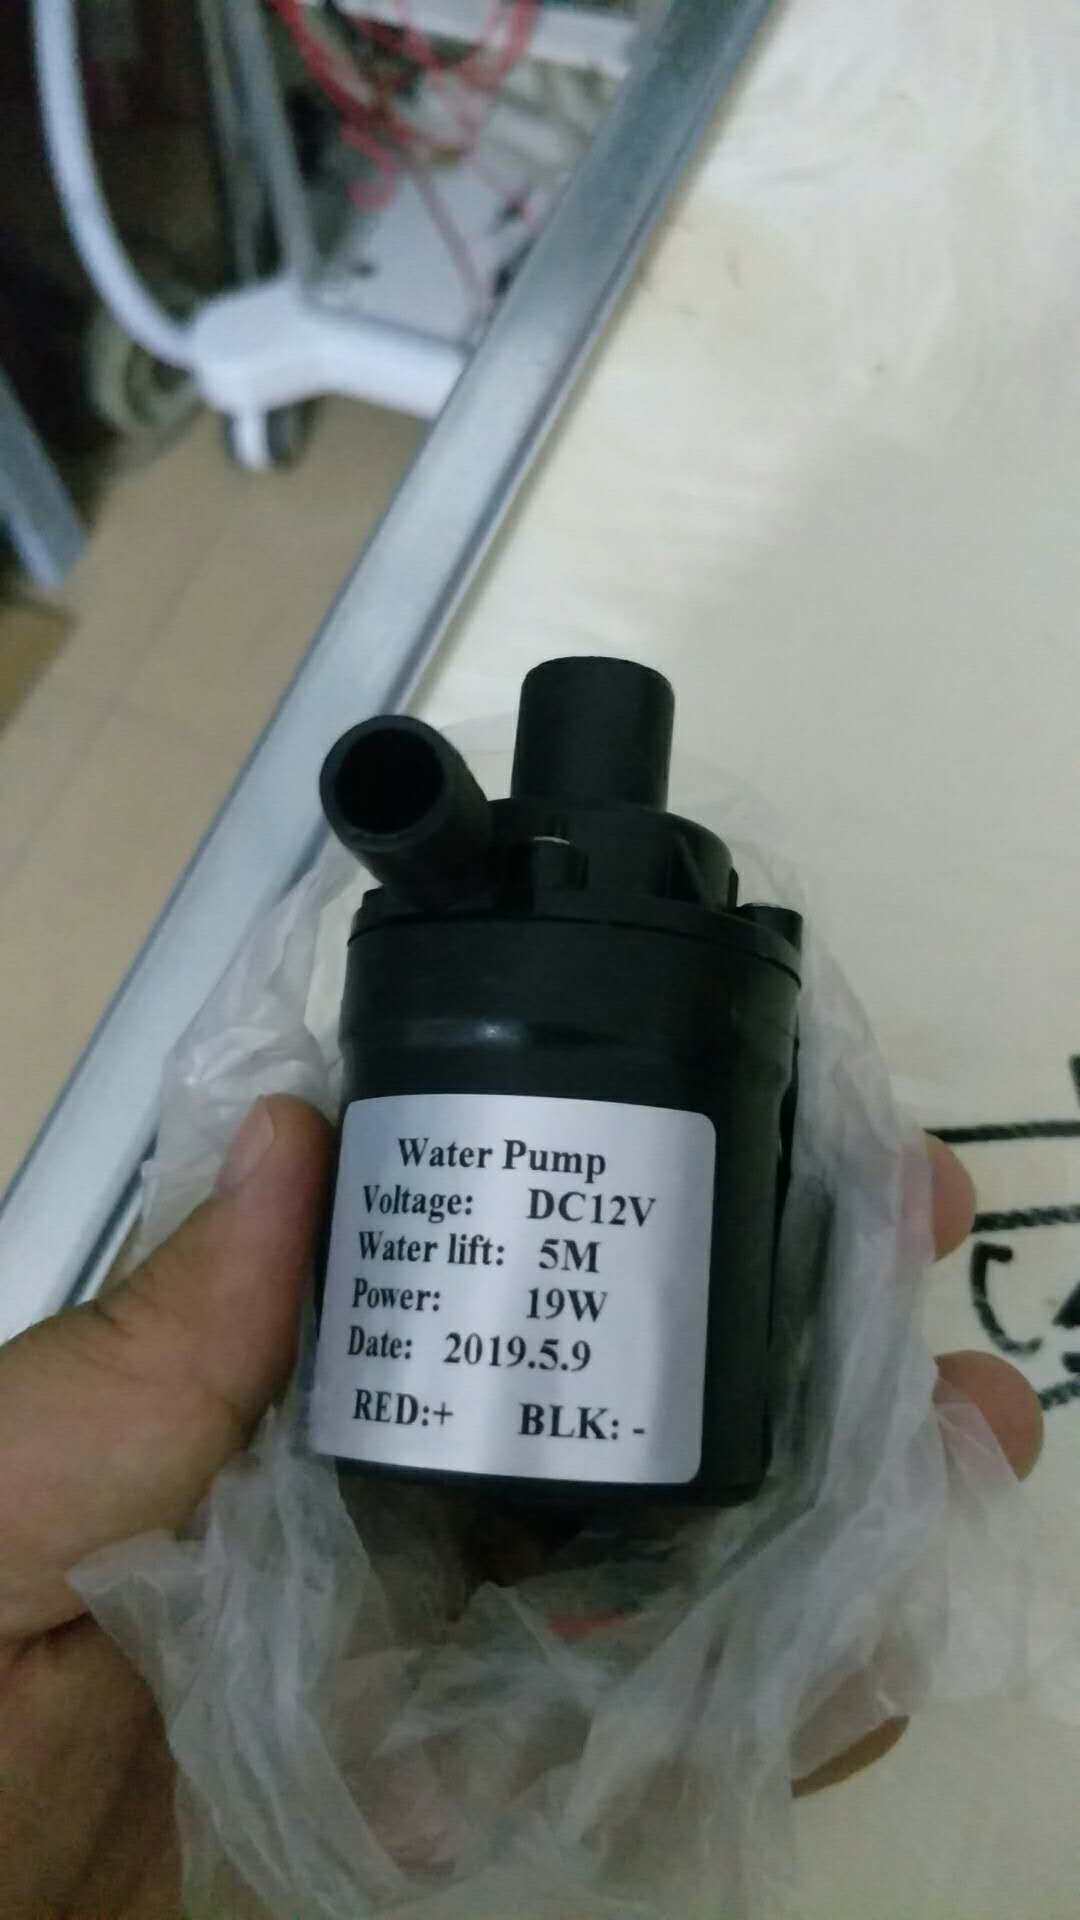 Water Pump
Voltage: DC12V
Water lift: 5M
Power: 19W
Date: 2019.5.9
RED:+ BLK: -